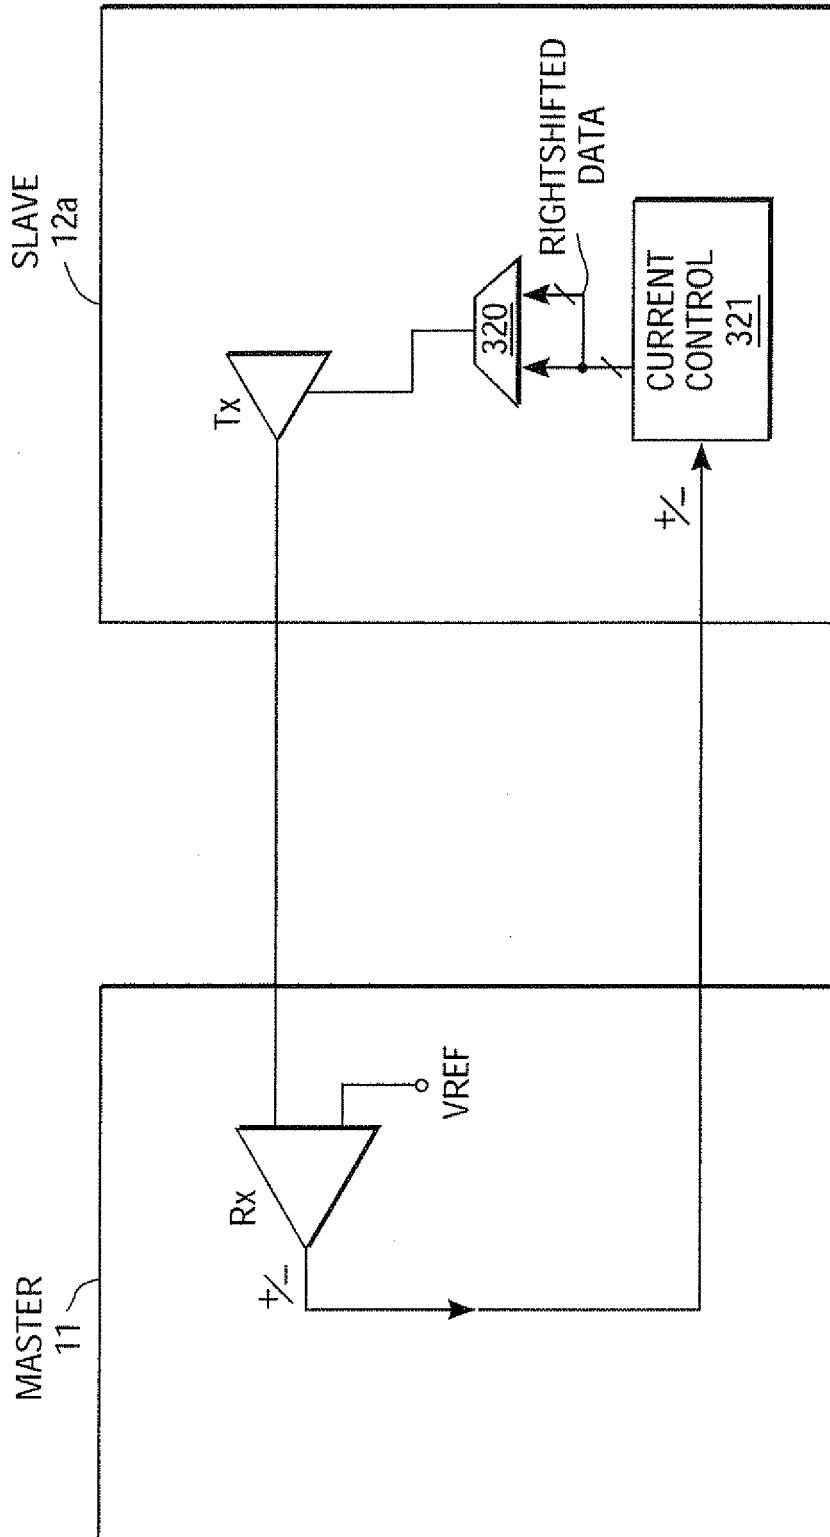 MASTER
11
Rx
+/−
VREF
SLAVE
12a
Tx
320
RIGHTSHIFTED
DATA
+/−
CURRENT
CONTROL
321